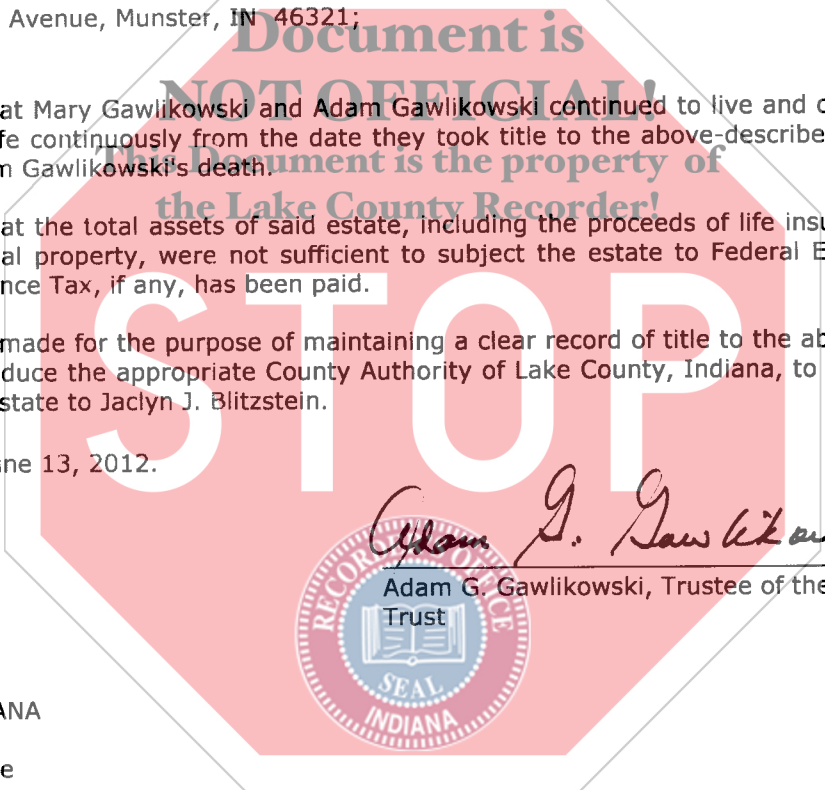 Avenue, Munster, IN 46321;
Document is
NOT OFFICIAL!
at Mary Gawlikowski and Adam Gawlikowski continued to live and c
fe continuously from the date they took title to the above-describe
This Document is the property of
n Gawlikowski's death.
the Lake County Recorder!
at the total assets of said estate, including the proceeds of life insu
al property, were not sufficient to subject the estate to Federal E
nce Tax, if any, has been paid.
STOP
made for the purpose of maintaining a clear record of title to the ab
duce the appropriate County Authority of Lake County, Indiana, to
state to Jaclyn J. Blitzstein.
ne 13, 2012.
Adam G. Gawlikow
Adam G. Gawlikowski, Trustee of the
Trust
RECORDER'S OFFICE
SEAL
INDIANA
ANA
e